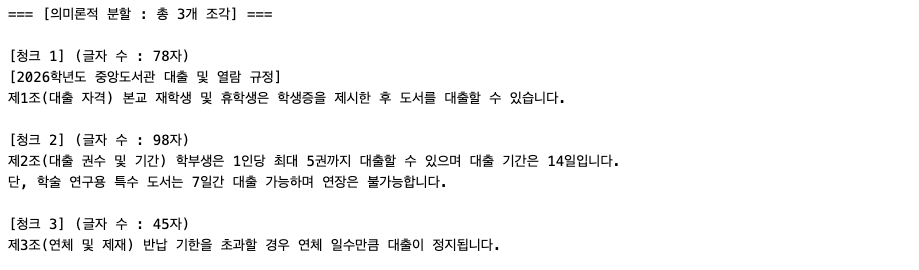 === [의미론적 분할 : 총 3개 조각] ===
[청크 1] (글자 수 : 78자)
[2026학년도 중앙도서관 대출 및 열람 규정]
제1조(대출 자격) 본교 재학생 및 휴학생은 학생증을 제시한 후 도서를 대출할 수 있습니다.
[청크 2] (글자 수 : 98자)
제2조(대출 권수 및 기간) 학부생은 1인당 최대 5권까지 대출할 수 있으며 대출 기간은 14일입니다.
단, 학술 연구용 특수 도서는 7일간 대출 가능하며 연장은 불가능합니다.
[청크 3] (글자 수 : 45자)
제3조(연체 및 제재) 반납 기한을 초과할 경우 연체 일수만큼 대출이 정지됩니다.